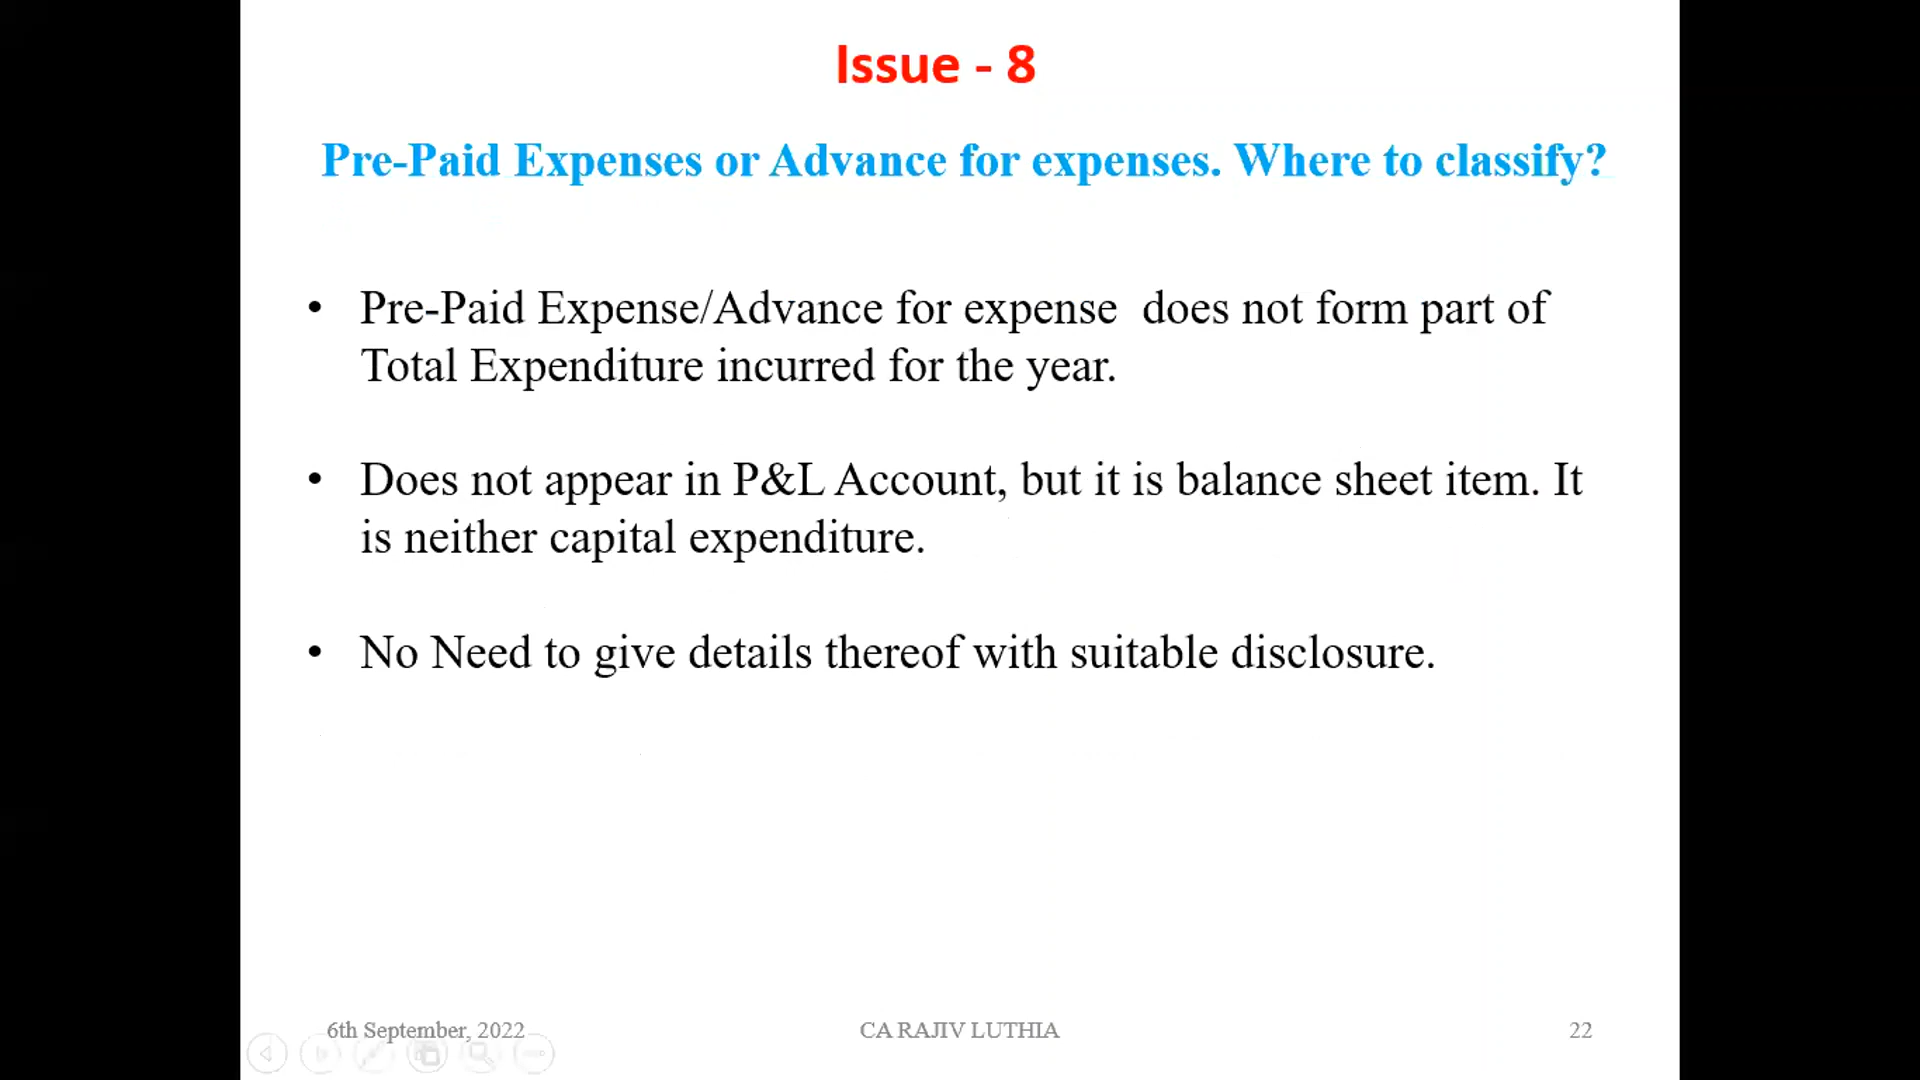 Issue - 8
Pre-Paid Expenses or Advance for expenses. Where to classify?
• Pre-Paid Expense/Advance for expense does not form part of
Total Expenditure incurred for the year.
• Does not appear in P&L Account, but it is balance sheet item. It
is neither capital expenditure.
• No Need to give details thereof with suitable disclosure.
6th September, 2022 CA RAJIV LUTHIA 22